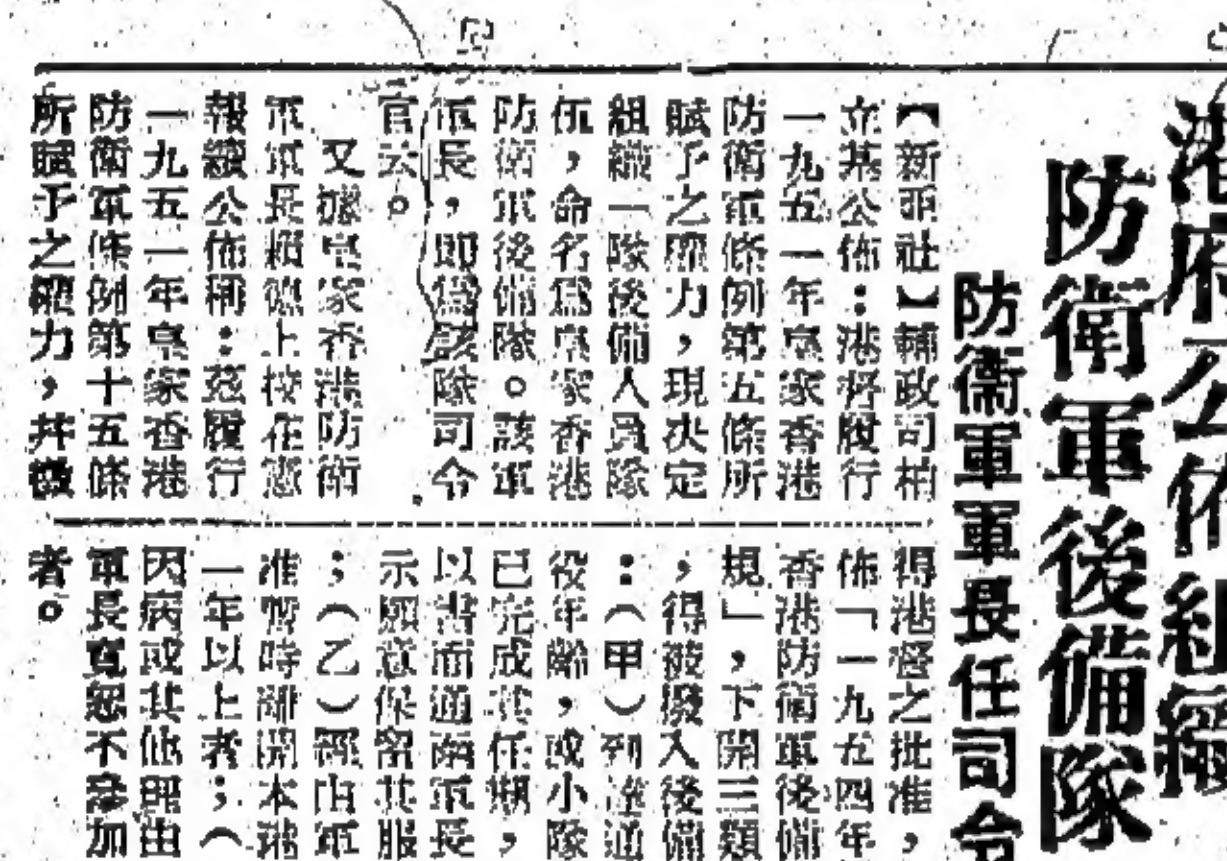 港府公佈組織
防衛軍後備隊
防衛軍軍長任司令
【新亞社】輔政司柏
立基公佈：港府履行
一九五一年皇家香港
防衛軍條例第五條所
賦予之權力，現決定
組織一隊後備人員隊
伍，命名爲皇家香港
防衛軍後備隊。該軍
軍長，即爲該隊司令
官云。
又據皇家香港防衛
軍軍長賴德上校在憲
報續公佈稱：茲履行
一九五一年皇家香港
防衛軍條例第十五條
所賦予之權力，幷徵
得港督之批准，
佈「一九五四年
香港防衛軍後備
規」，下開三類
，得被撥入後備
：（甲）列達通
役年齡，或小隊
已完成其任期，
以書面通函軍長
示願意保留其服
；（乙）經由軍
准暫時離開本港
一年以上者；（
因病或其他理由
軍長寬恕不參加
者。